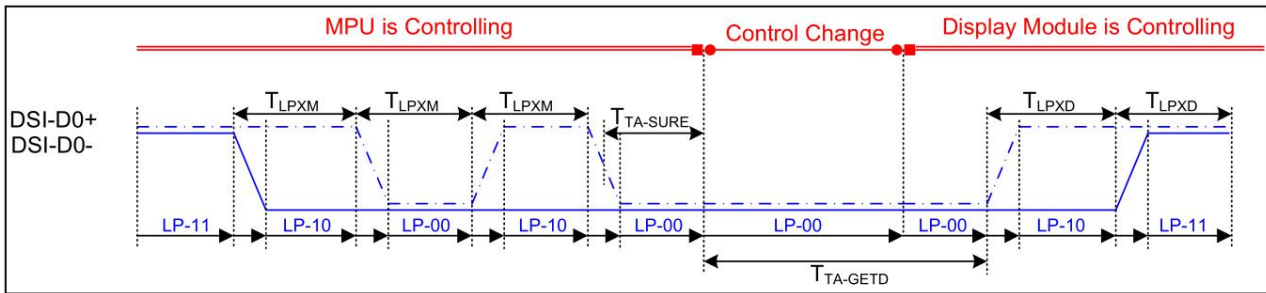 MPU is Controlling Control Change Display Module is Controlling
TLPXM TLPXM TLPXM TLPXD TLPXD
DSI-D0+
DSI-D0-
TTA-SURE
LP-11 LP-10 LP-00 LP-10 LP-00 LP-00 LP-00 LP-10 LP-11
TTA-GETD